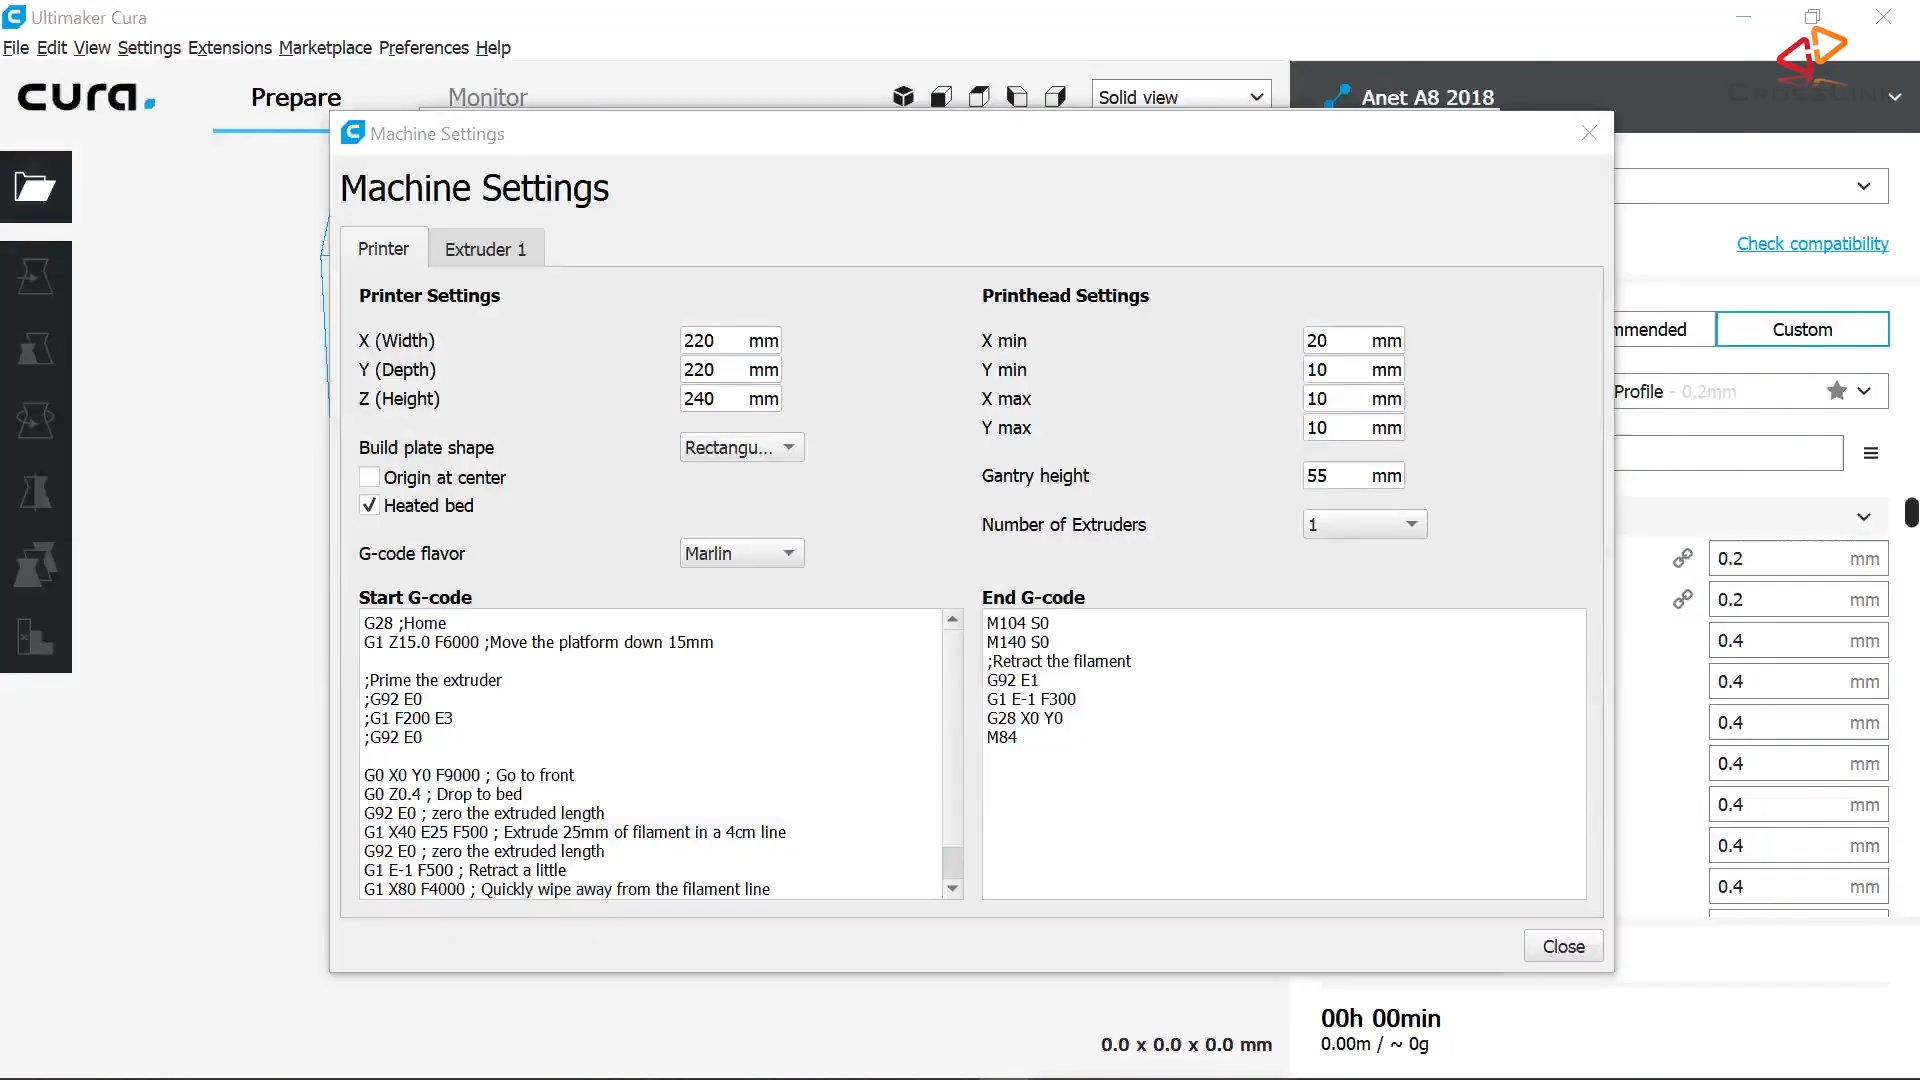 Ultimaker Cura
File Edit View Settings Extensions Marketplace Preferences Help
cura.
Prepare
Monitor
Solid view
Anet A8 2018
Machine Settings
Machine Settings
Check compatibility
Printer
Extruder 1
Printer Settings
X (Width) 220 mm
Y (Depth) 220 mm
Z (Height) 240 mm
Build plate shape Rectangu...
Origin at center
Heated bed
G-code flavor Marlin
Printhead Settings
X min 20 mm
Y min 10 mm
X max 10 mm
Y max 10 mm
Gantry height 55 mm
Number of Extruders 1
Start G-code
G28 ;Home
G1 Z15.0 F6000 ;Move the platform down 15mm
;Prime the extruder
;G92 E0
;G1 F200 E3
;G92 E0
G0 X0 Y0 F9000 ; Go to front
G0 Z0.4 ; Drop to bed
G92 E0 ; zero the extruded length
G1 X40 E25 F500 ; Extrude 25mm of filament in a 4cm line
G92 E0 ; zero the extruded length
G1 E-1 F500 ; Retract a little
G1 X80 F4000 ; Quickly wipe away from the filament line
End G-code
M104 S0
M140 S0
;Retract the filament
G92 E1
G1 E-1 F300
G28 X0 Y0
M84
Close
mmended
Custom
Profile - 0,2mm
0.2 mm
0.2 mm
0.4 mm
0.4 mm
0.4 mm
0.4 mm
0.4 mm
0.4 mm
0.4 mm
0.0 x 0.0 x 0.0 mm
00h 00min
0.00m / ~ 0g